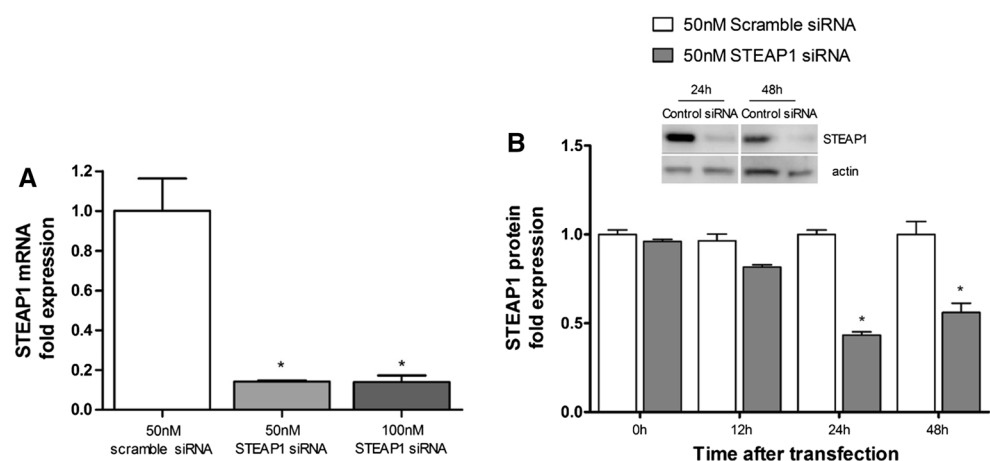 A
STEAP1 mRNA
fold expression
1.2
1.0
0.8
0.6
0.4
0.2
0.0
*
*
50nM
scramble siRNA
50nM
STEAP1 siRNA
100nM
STEAP1 siRNA
50nM Scramble siRNA
50nM STEAP1 siRNA
24h 48h
Control siRNA Control siRNA
STEAP1
actin
B
STEAP1 protein
fold expression
1.5
1.0
0.5
0.0
*
*
0h 12h 24h 48h
Time after transfection